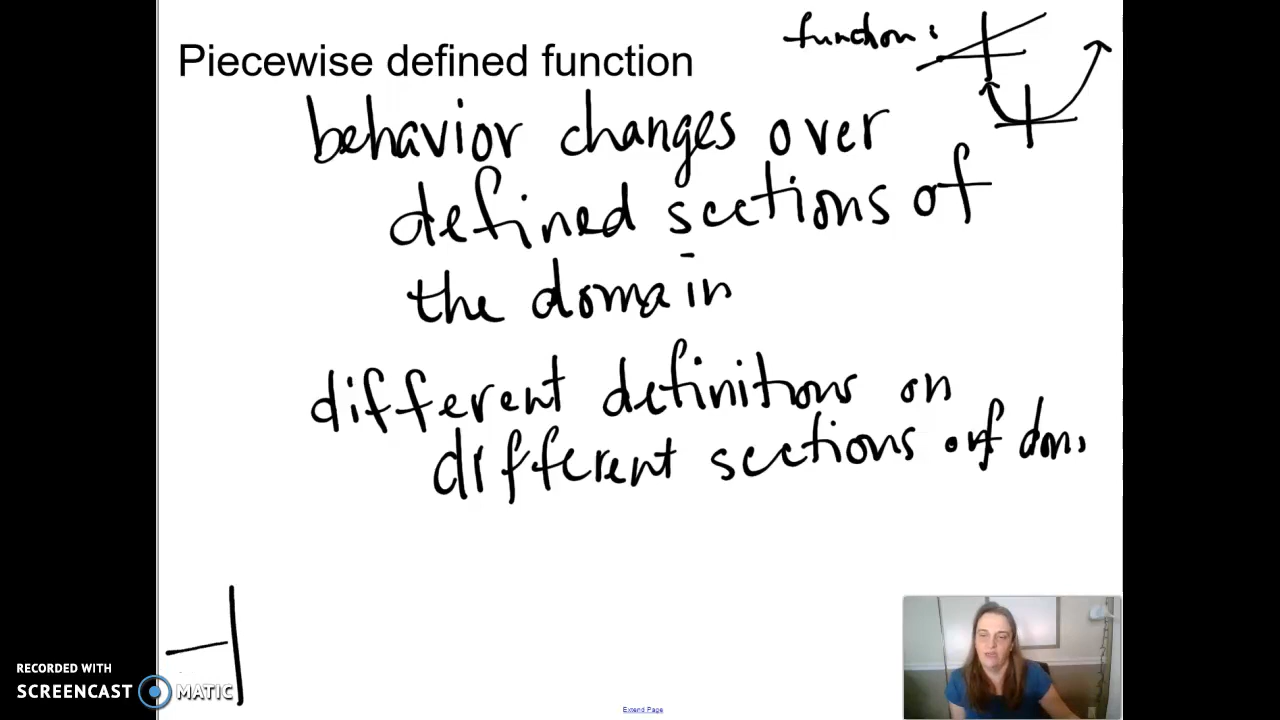 function:
Piecewise defined function
behavior changes over
defined sections of
the domain
different definitions on
different sections of dom.
RECORDED WITH
SCREENCAST MATIC
Extend Page